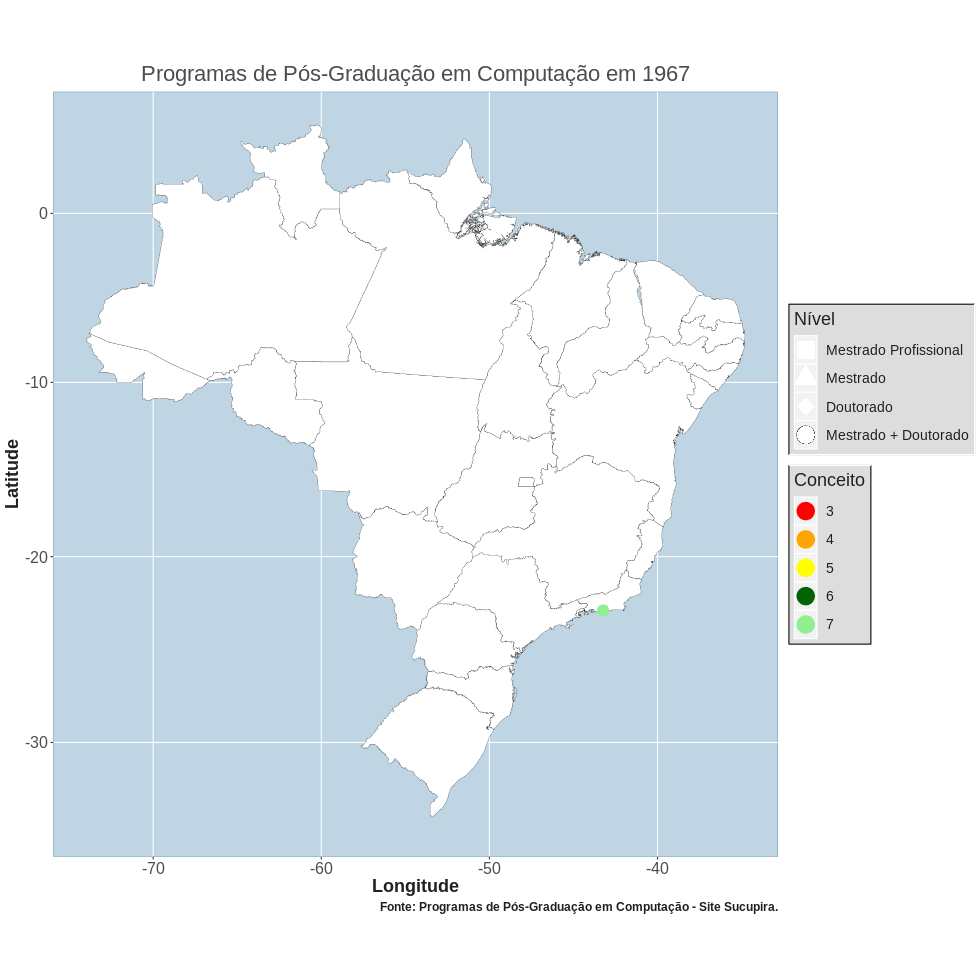 Programas de Pós-Graduação em Computação em 1967
0
-10
-20
-30
Latitude
-70
-60
-50
-40
Longitude
Fonte: Programas de Pós-Graduação em Computação - Site Sucupira.
Nível
Mestrado Profissional
Mestrado
Doutorado
Mestrado + Doutorado
Conceito
3
4
5
6
7